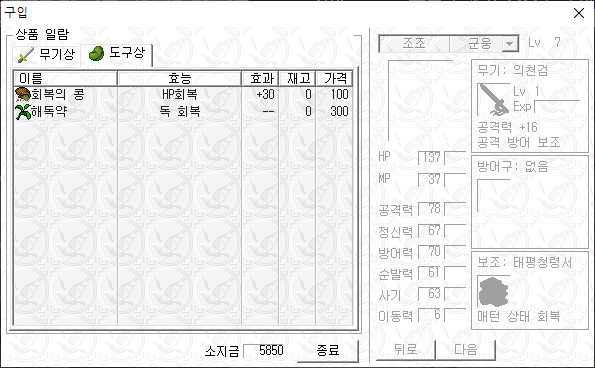 구입
상품 일람
무기상 도구상
이름 효능 효과 재고 가격
회복의 콩 HP회복 +30 0 100
해독약 독 회복 -- 0 300
소지금 5850 종료
조조 군웅 Lv 7
무기: 의천검
Lv 1
Exp
공격력 +16
공격 방어 보조
HP 137
MP 37
공격력 78
정신력 67
방어력 70
순발력 61
사기 63
이동력 6
방어구: 없음
보조: 태평청령서
매턴 상태 회복
뒤로 다음